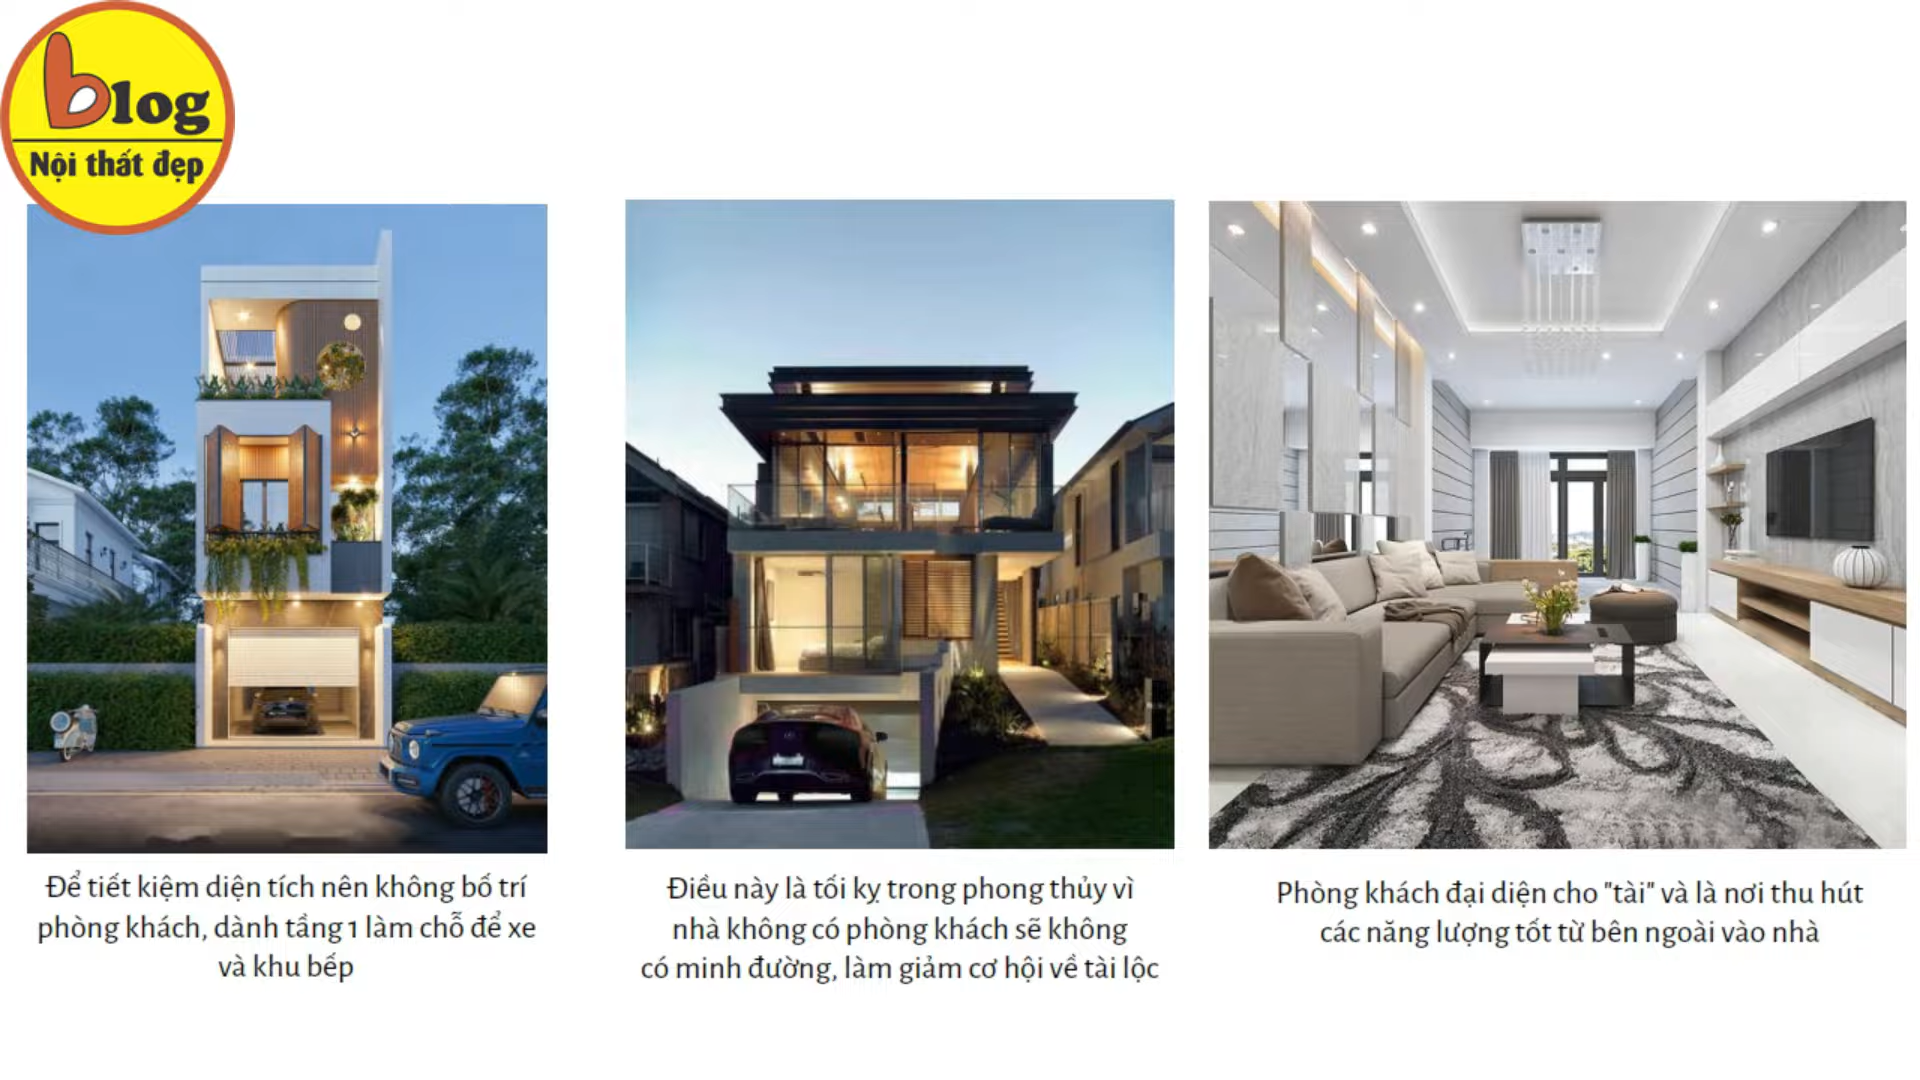 blog
Nội thất đẹp
Để tiết kiệm diện tích nên không bố trí
phòng khách, dành tầng 1 làm chỗ để xe
và khu bếp
Điều này là tối kỵ trong phong thủy vì
nhà không có phòng khách sẽ không
có minh đường, làm giảm cơ hội về tài lộc
Phòng khách đại diện cho "tài" và là nơi thu hút
các năng lượng tốt từ bên ngoài vào nhà